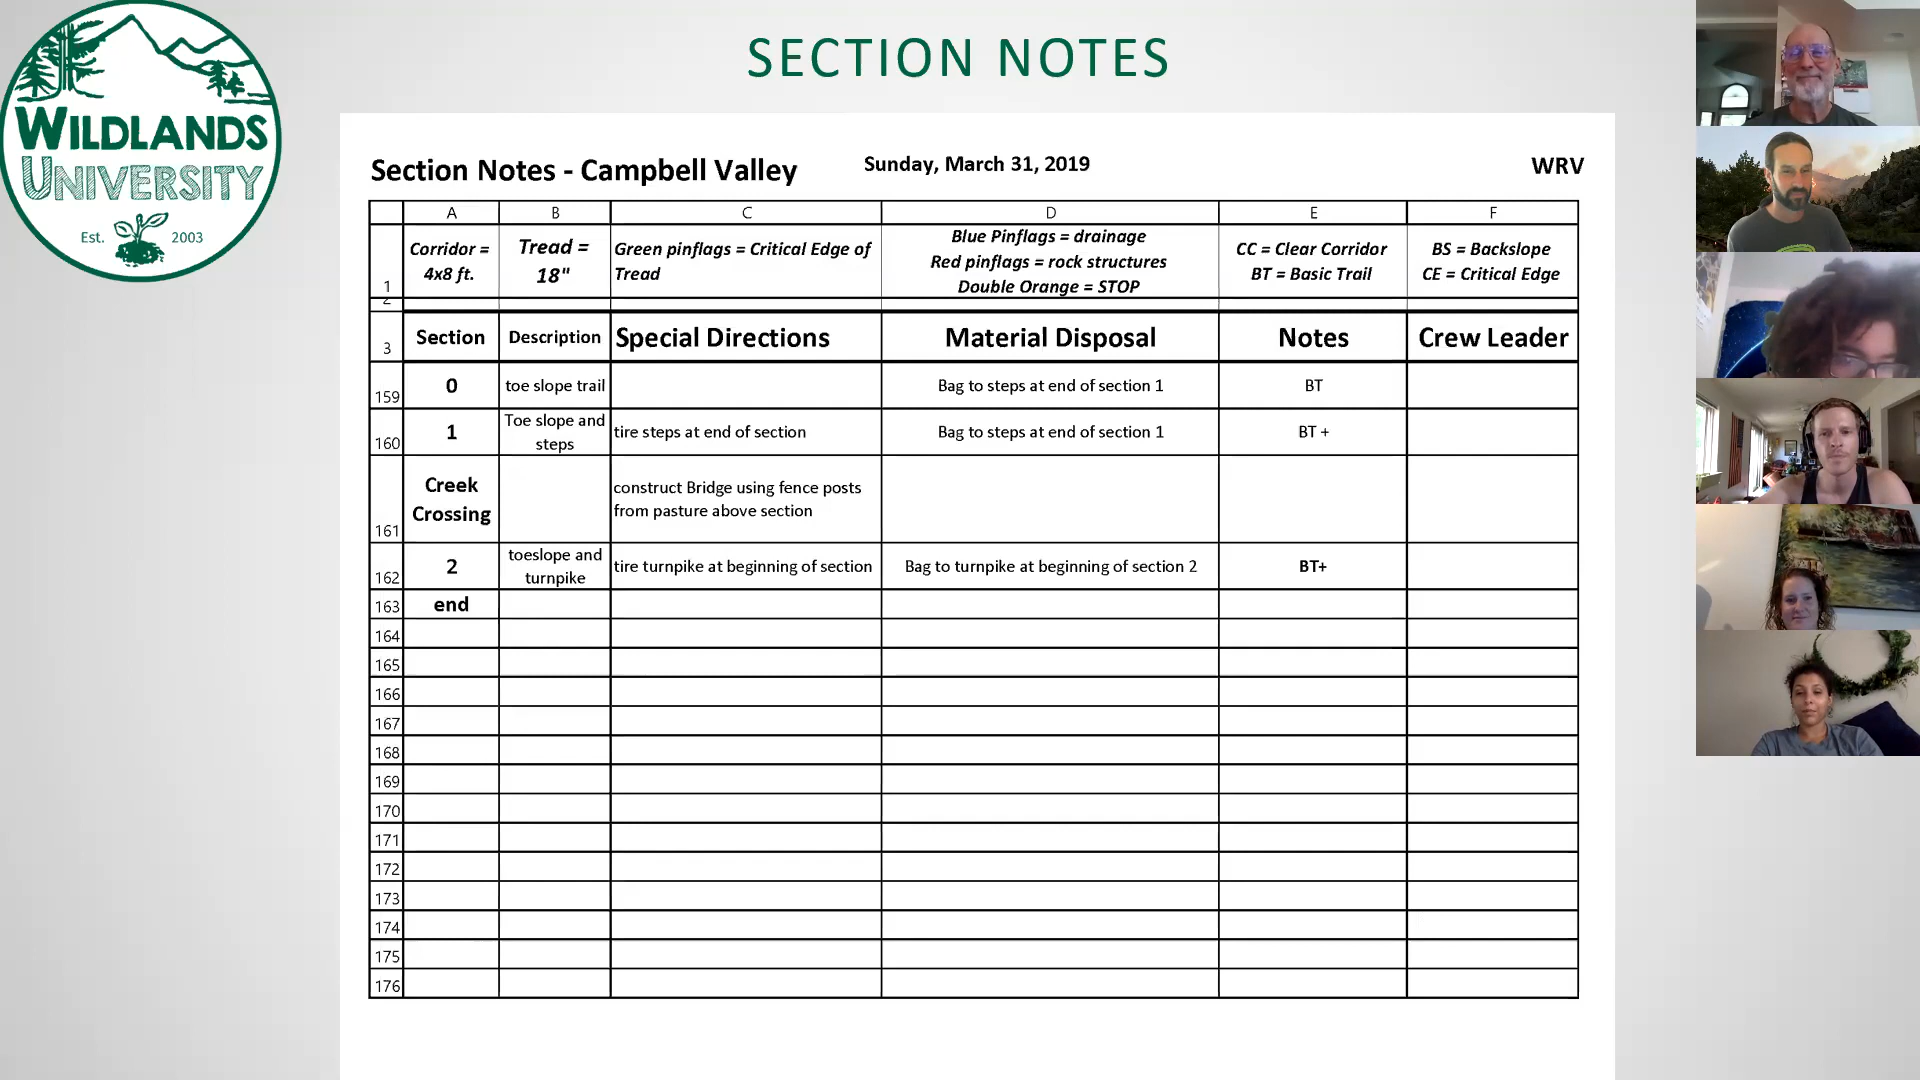 WILDLANDS
UNIVERSITY
Est. 2003
SECTION NOTES
Section Notes - Campbell Valley
Sunday, March 31, 2019
WRV
A B C D E F
1
Corridor =
4x8 ft.
Tread =
18"
Green pinflags = Critical Edge of
Tread
Blue Pinflags = drainage
Red pinflags = rock structures
Double Orange = STOP
CC = Clear Corridor
BT = Basic Trail
BS = Backslope
CE = Critical Edge
2
3 Section Description Special Directions Material Disposal Notes Crew Leader
159 0 toe slope trail Bag to steps at end of section 1 BT
160 1
Toe slope and
steps
tire steps at end of section Bag to steps at end of section 1 BT +
161
Creek
Crossing
construct Bridge using fence posts
from pasture above section
162 2
toeslope and
turnpike
tire turnpike at beginning of section Bag to turnpike at beginning of section 2 BT+
163 end
164
165
166
167
168
169
170
171
172
173
174
175
176